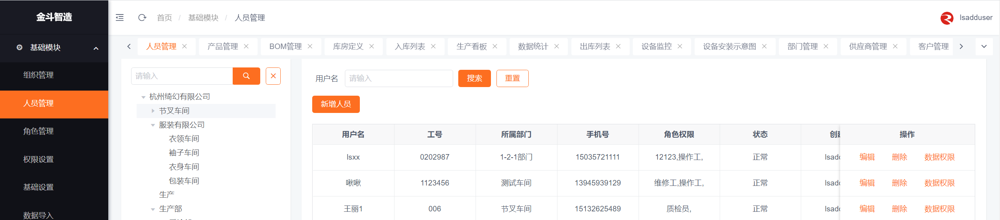 金斗智造
首页 / 基础模块 / 人员管理
lsadduser
基础模块
组织管理
人员管理
角色管理
权限设置
基础设置
数据导入
人员管理 产品管理 BOM管理 库房定义 入库列表 生产看板 数据统计 出库列表 设备监控 设备安装示意图 部门管理 供应商管理 客户管理
请输入
杭州绮幻有限公司
节叉车间
服装有限公司
衣领车间
袖子车间
衣身车间
包装车间
生产
生产部
用户名 请输入 搜索 重置
新增人员
用户名 工号 所属部门 手机号 角色权限 状态 创 操作
lsxx 0202987 1-2-1部门 15035721111 12123,操作工, 正常 lsad 编辑 删除 数据权限
啾啾 1123456 测试车间 13945939129 维修工,操作工, 正常 lsad 编辑 删除 数据权限
王丽1 006 节叉车间 15132625489 质检员, 正常 lsad 编辑 删除 数据权限